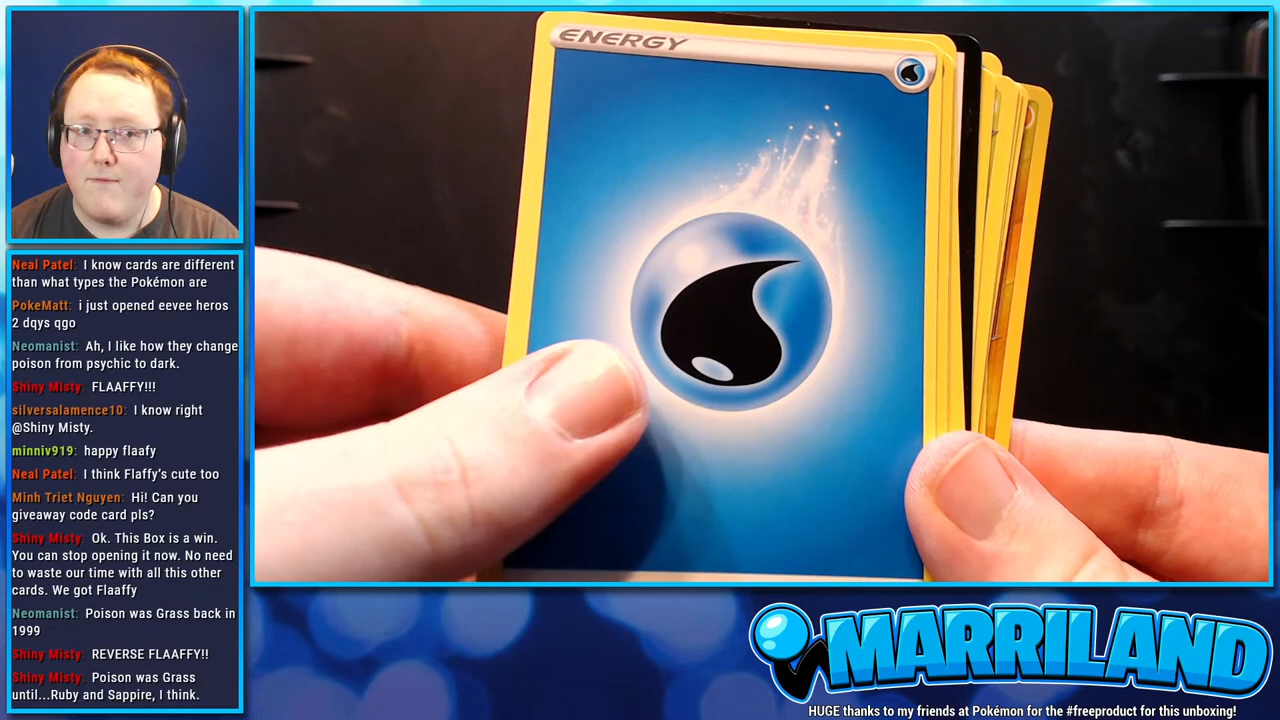 ENERGY
Neal Patel: I know cards are different
than what types the Pokémon are
PokeMatt: i just opened eevee heros
2 dqys qgo
Neomanist: Ah, I like how they change
poison from psychic to dark.
Shiny Misty: FLAAFFY!!!
silversalamence10: I know right
@Shiny Misty.
minniv919: happy flaafy
Neal Patel: I think Flaffy's cute too
Minh Triet Nguyen: Hi! Can you
giveaway code card pls?
Shiny Misty: Ok. This Box is a win.
You can stop opening it now. No need
to waste our time with all this other
cards. We got Flaaffy
Neomanist: Poison was Grass back in
1999
Shiny Misty: REVERSE FLAAFFY!!
Shiny Misty: Poison was Grass
until...Ruby and Sappire, I think.
MARRILAND
HUGE thanks to my friends at Pokémon for the #freeproduct for this unboxing!